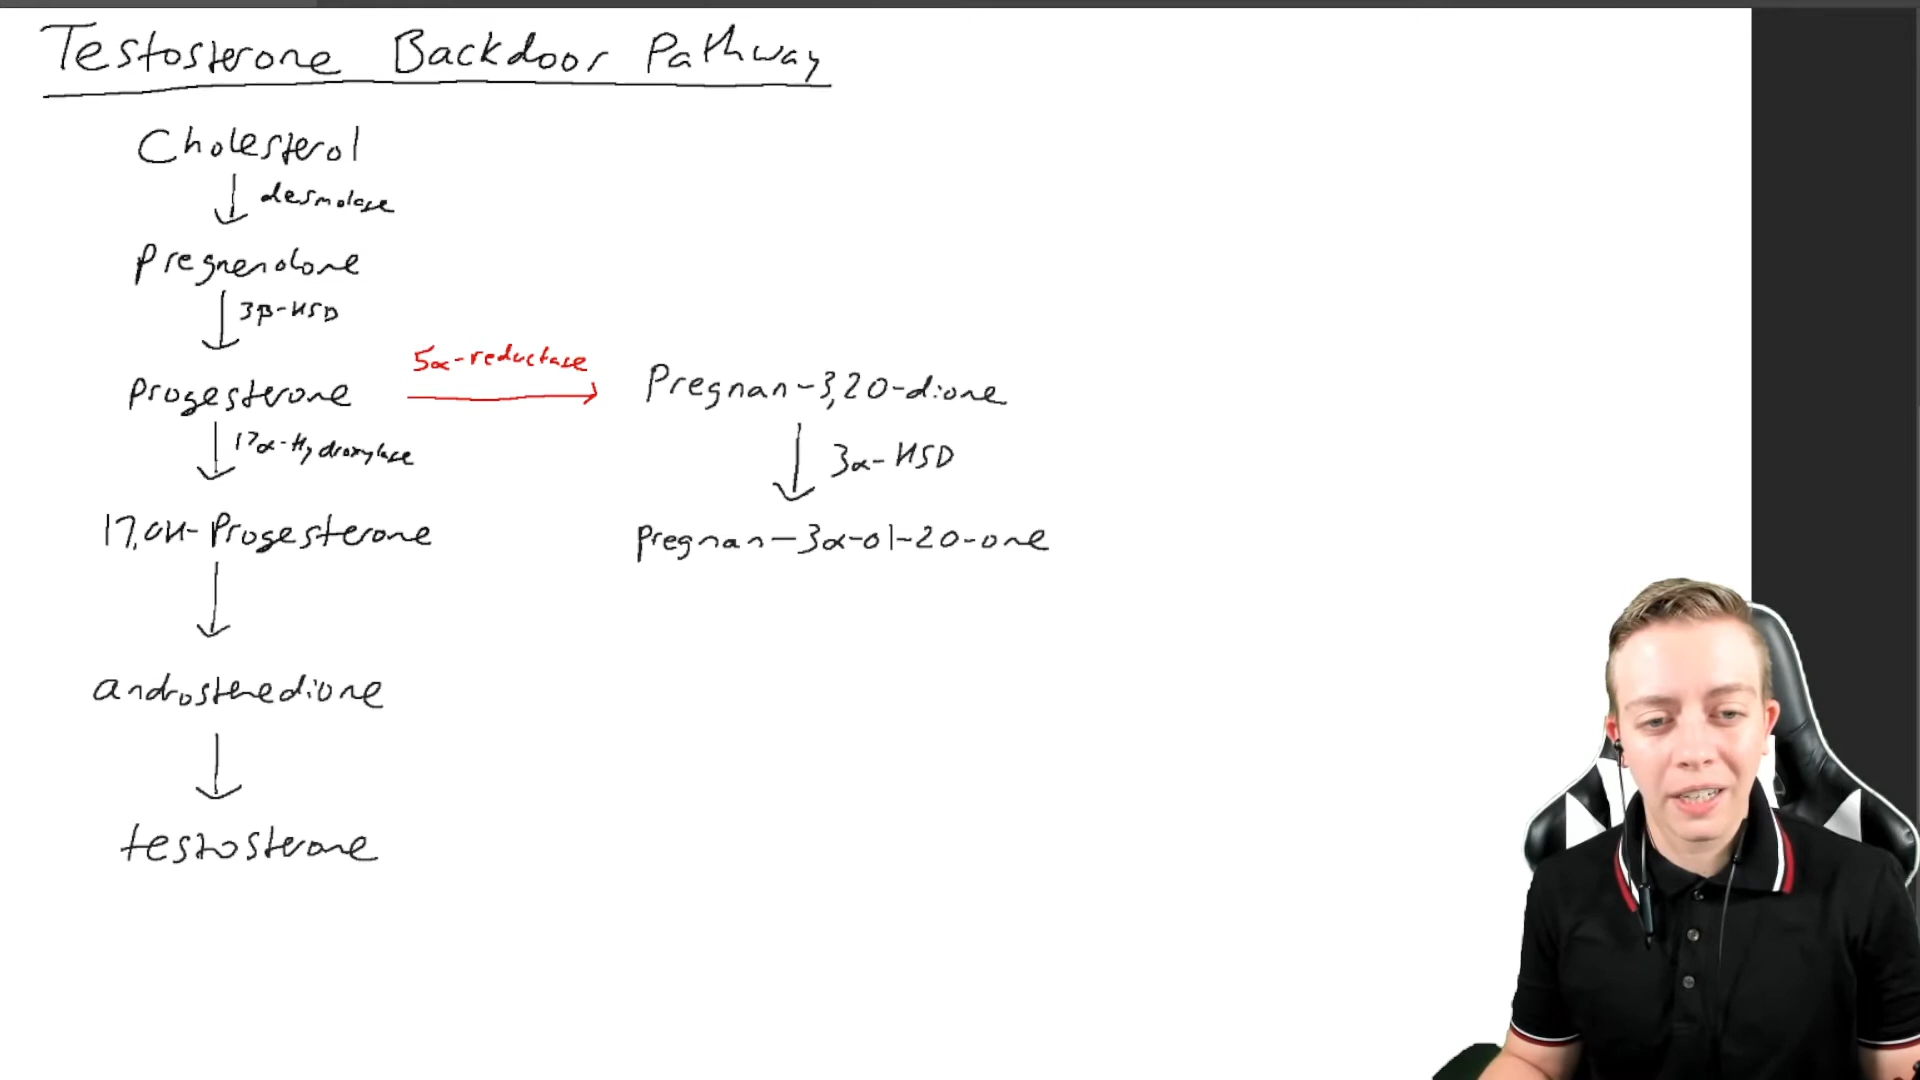 Testosterone Backdoor Pathway
Cholesterol
desmolase
Pregnenolone
3β-HSD
Progesterone
5α-reductase
Pregnan-3,20-dione
17α-Hydroxylase
3α-HSD
17,OH-Progesterone
Pregnan-3α-ol-20-one
androstenedione
testosterone